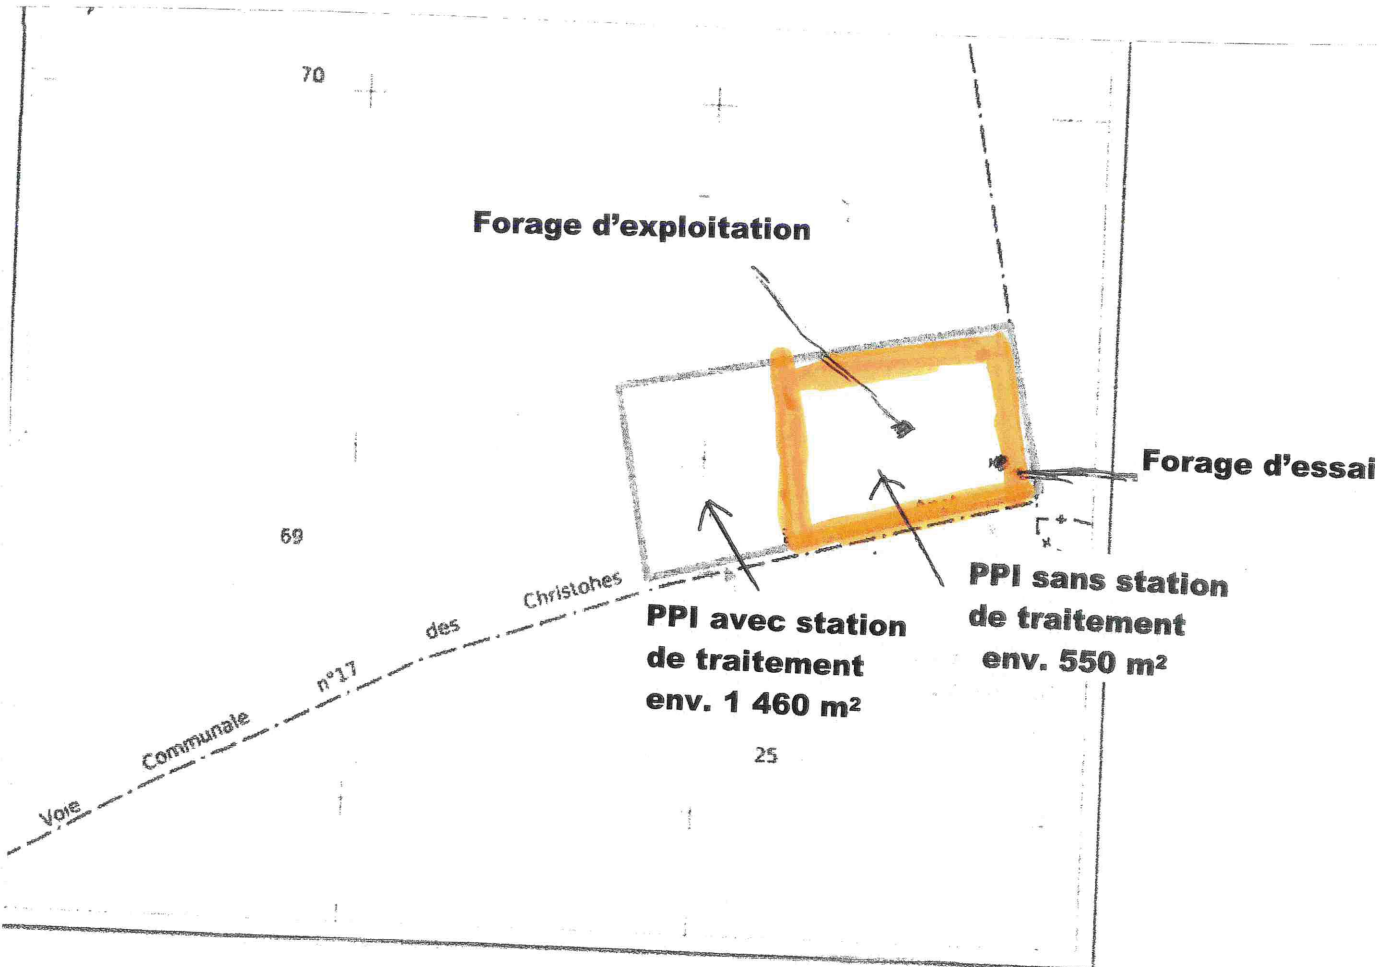 70
Forage d'exploitation
Forage d'essai
69
Voie Communale n°17 des Christohes
PPI sans station
de traitement
env. 550 m²
PPI avec station
de traitement
env. 1 460 m²
25